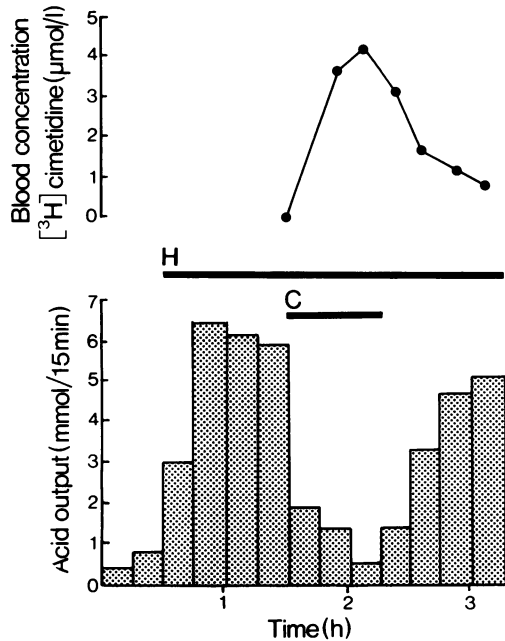 Blood concentration
[³H] cimetidine (μmol/l)
5
4
3
2
1
0
H
C
Acid output (mmol/15min)
7
6
5
4
3
2
1
0
1
2
3
Time (h)